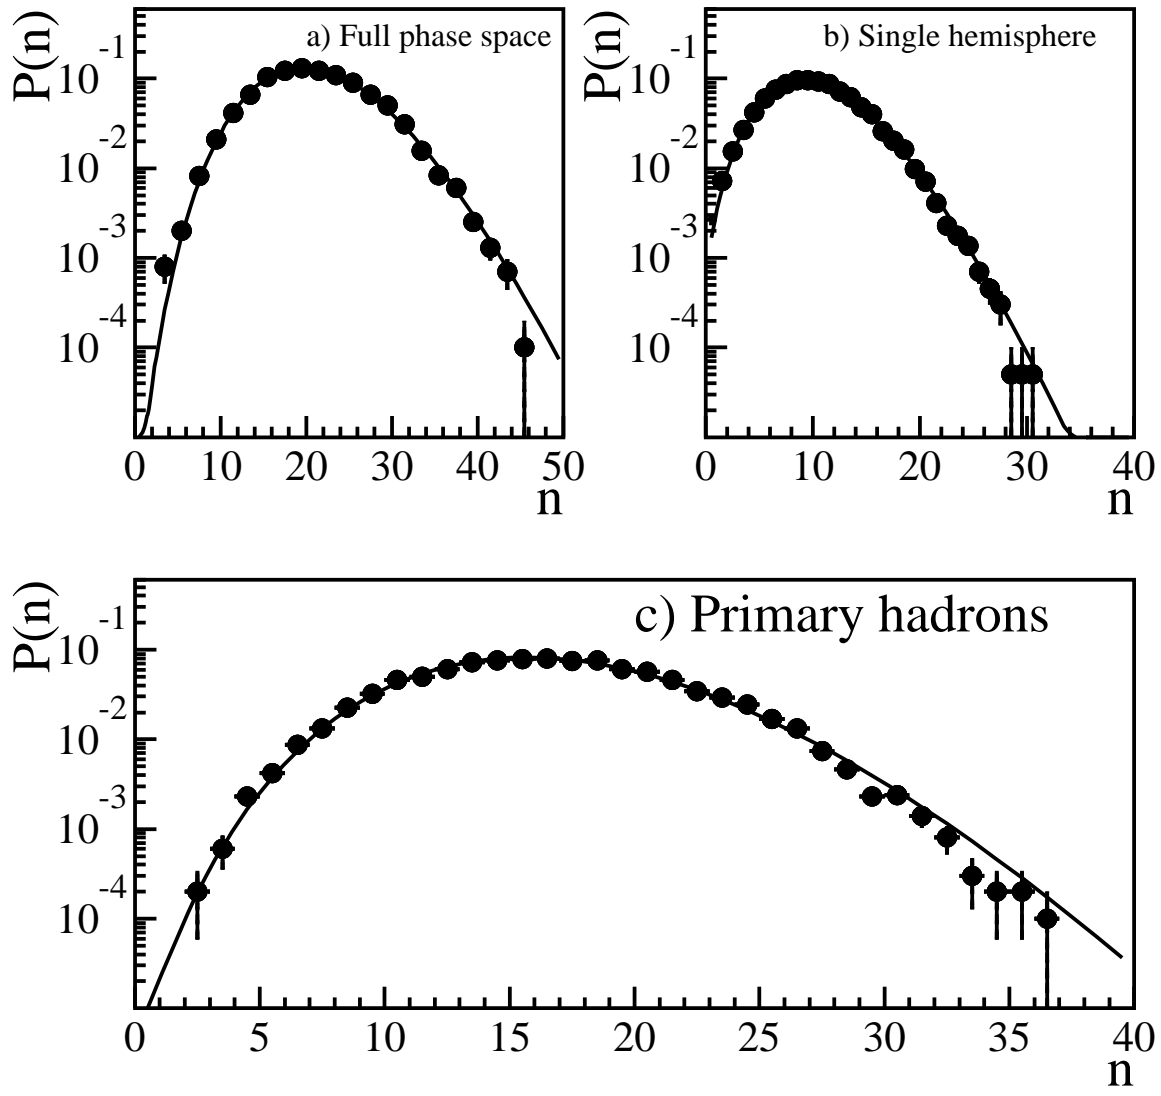 a) Full phase space
P(n)
10-1
10-2
10-3
10-4
0 10 20 30 40 50
n
b) Single hemisphere
P(n)
10-1
10-2
10-3
10-4
0 10 20 30 40
n
c) Primary hadrons
P(n)
10-1
10-2
10-3
10-4
0 5 10 15 20 25 30 35 40
n